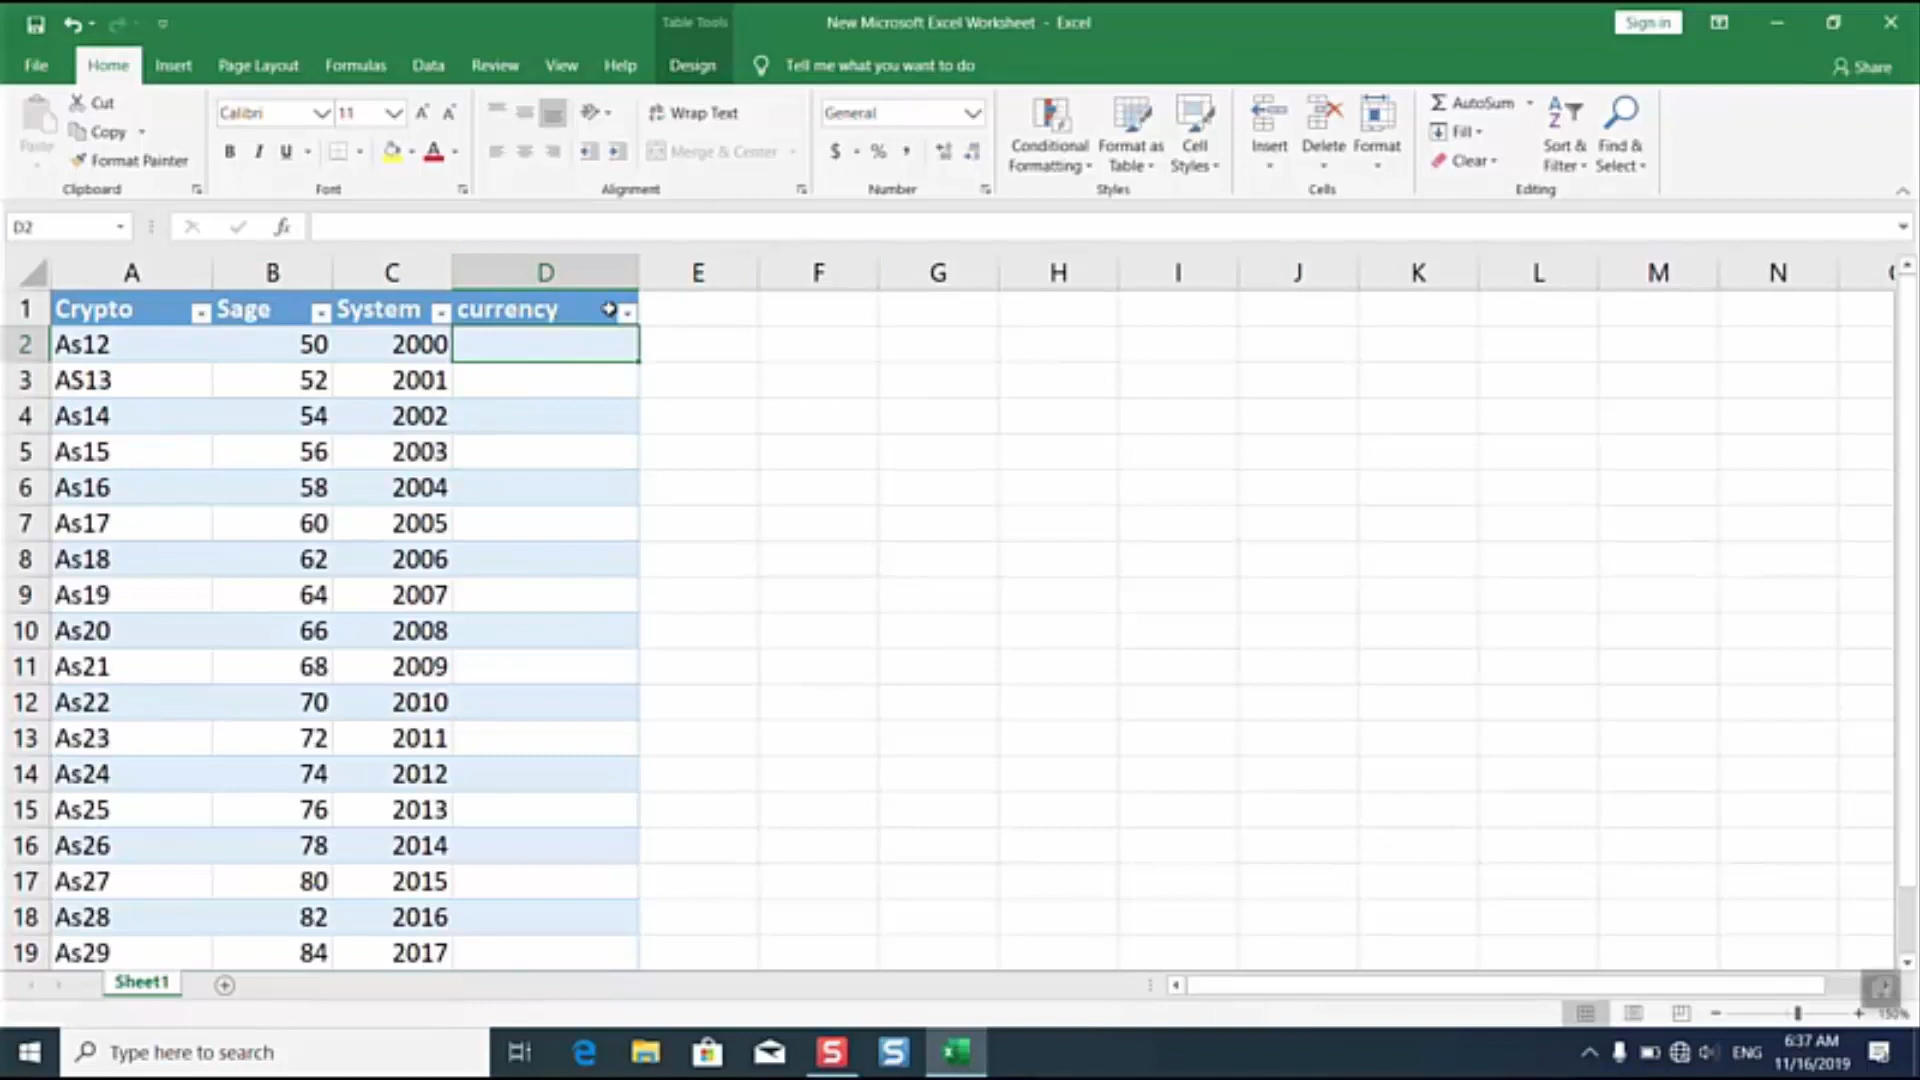 Table Tools
New Microsoft Excel Worksheet - Excel
Sign in
File Home Insert Page Layout Formulas Data Review View Help Design Tell me what you want to do Share
Cut
Copy
Format Painter
Paste
Clipboard
Calibri 11
B I U
Font
Wrap Text
Merge & Center
Alignment
General
$ % ,
Number
Conditional Formatting
Format as Table
Cell Styles
Styles
Insert Delete Format
Cells
AutoSum
Fill
Clear
Sort & Filter
Find & Select
Editing
D2 fx
A B C D E F G H I J K L M N
1 Crypto Sage System currency
2 As12 50 2000
3 AS13 52 2001
4 As14 54 2002
5 As15 56 2003
6 As16 58 2004
7 As17 60 2005
8 As18 62 2006
9 As19 64 2007
10 As20 66 2008
11 As21 68 2009
12 As22 70 2010
13 As23 72 2011
14 As24 74 2012
15 As25 76 2013
16 As26 78 2014
17 As27 80 2015
18 As28 82 2016
19 As29 84 2017
Sheet1
150%
Type here to search
ENG
6:37 AM
11/16/2019